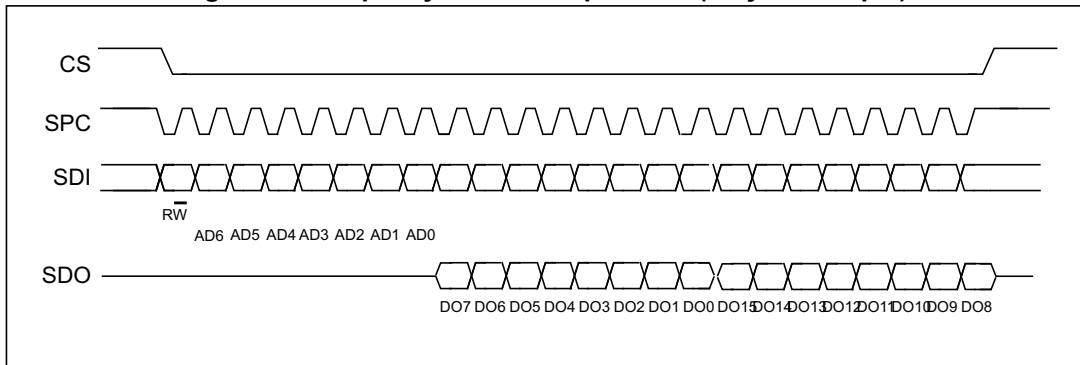 CS
SPC
SDI
RW
AD6 AD5 AD4 AD3 AD2 AD1 AD0
SDO
DO7 DO6 DO5 DO4 DO3 DO2 DO1 DO0 DO15 DO14 DO13 DO12 DO11 DO10 DO9 DO8